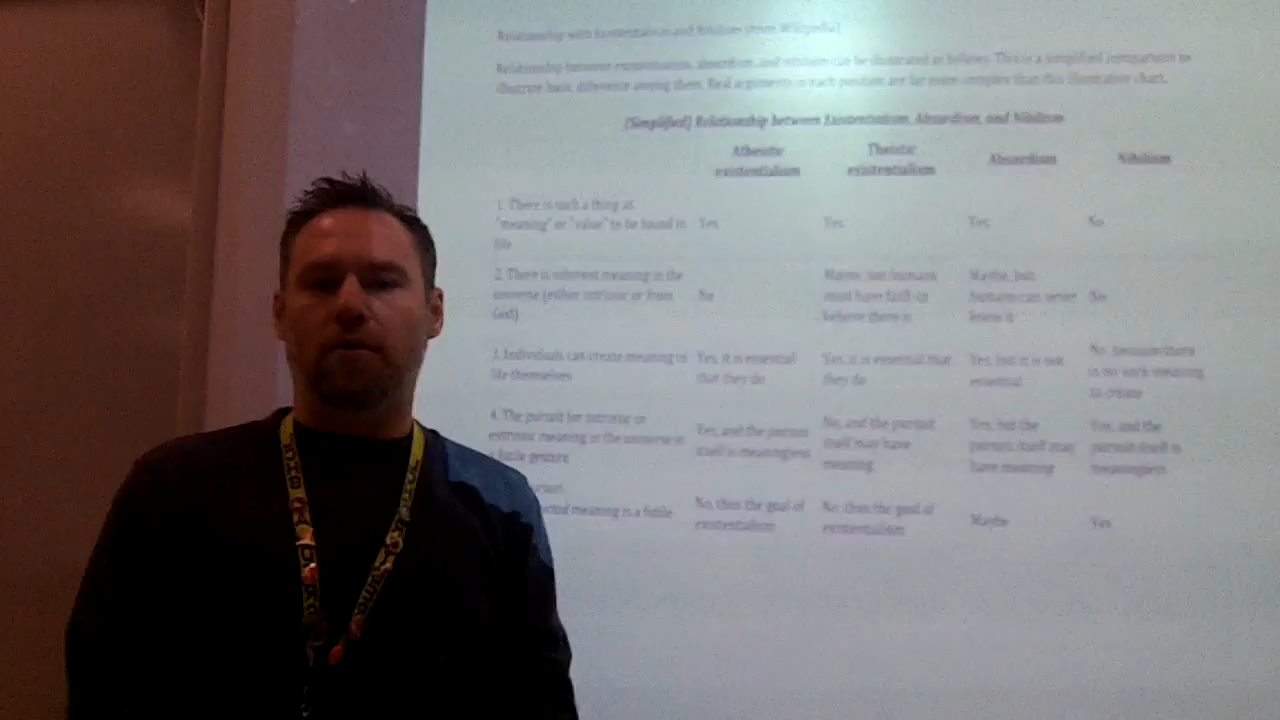 Relationship with Existentialism and Nihilism (from Wikipedia)
Relationship between existentialism, absurdism, and nihilism can be illustrated as follows. This is a simplified comparison to
illustrate basic difference among them. Real arguments in each position are far more complex than this illustrative chart.
(Simplified) Relationship between Existentialism, Absurdism, and Nihilism
Atheistic
existentialism
Theistic
existentialism
Absurdism
Nihilism
1. There is such a thing as
"meaning" or "value" to be found in
life
Yes
Yes
Yes
No
2. There is inherent meaning in the
universe (either intrinsic or from
God)
No
Maybe, but humans
must have faith to
believe there is
Maybe, but
humans can never
know it
No
3. Individuals can create meaning in
life themselves
Yes, it is essential
that they do
Yes, it is essential that
they do
Yes, but it is not
essential
No, because there
is no such meaning
to create
4. The pursuit for intrinsic or
extrinsic meaning in the universe is
a futile gesture
Yes, and the pursuit
itself is meaningless
No, and the pursuit
itself may have
meaning
Yes, but the
pursuit itself may
have meaning
Yes, and the
pursuit itself is
meaningless
meaning is a futile
No, thus the goal of
existentialism
No, thus the goal of
existentialism
Maybe
Yes